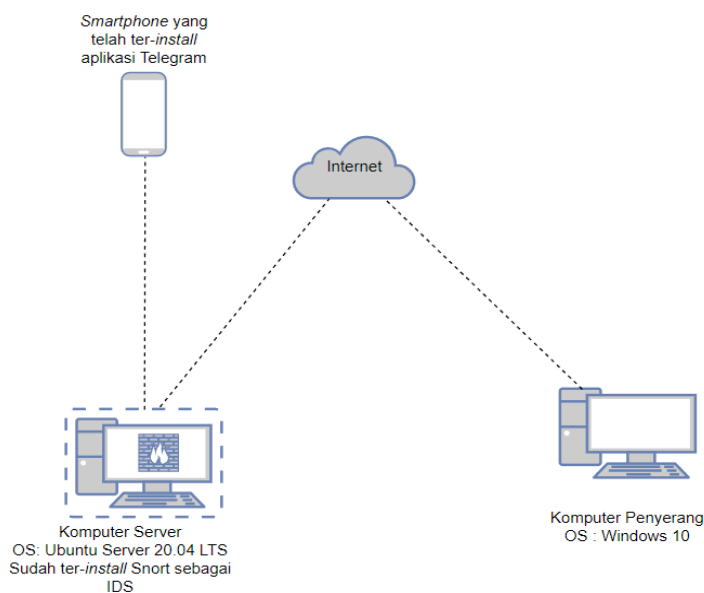 Smartphone yang
telah ter-install
aplikasi Telegram
Internet
Komputer Server
OS: Ubuntu Server 20.04 LTS
Sudah ter-install Snort sebagai
IDS
Komputer Penyerang
OS : Windows 10